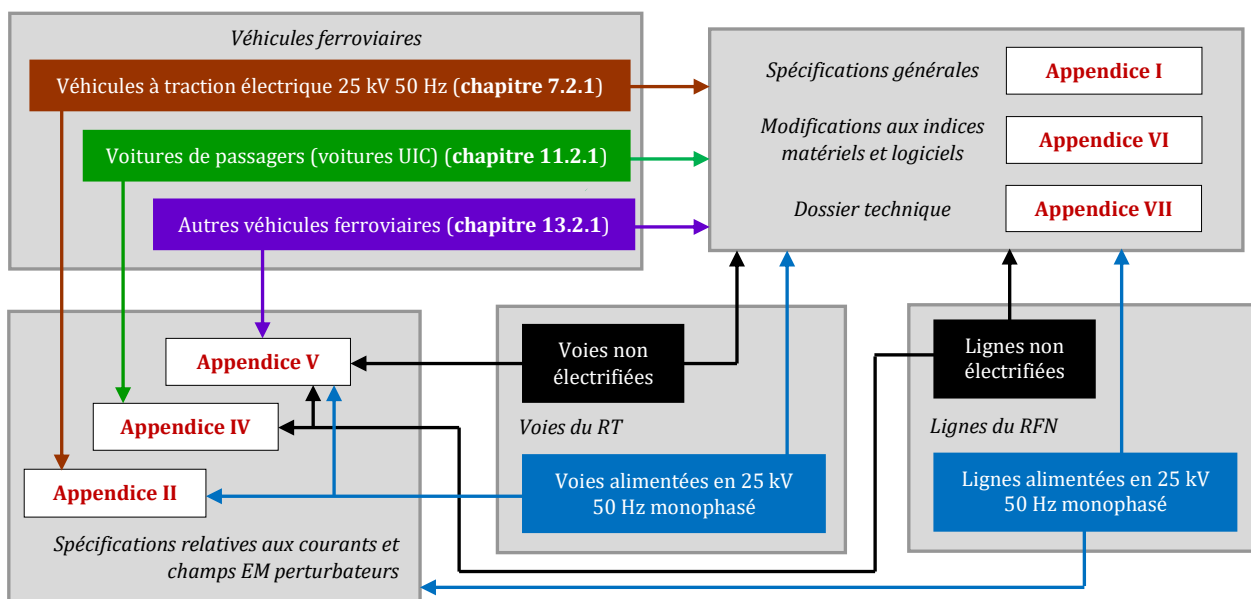 Véhicules ferroviaires
Véhicules à traction électrique 25 kV 50 Hz (chapitre 7.2.1)
Voitures de passagers (voitures UIC) (chapitre 11.2.1)
Autres véhicules ferroviaires (chapitre 13.2.1)
Spécifications générales
Appendice I
Modifications aux indices
matériels et logiciels
Appendice VI
Dossier technique
Appendice VII
Appendice V
Appendice IV
Appendice II
Spécifications relatives aux courants et
champs EM perturbateurs
Voies non
électrifiées
Voies du RT
Voies alimentées en 25 kV
50 Hz monophasé
Lignes non
électrifiées
Lignes du RFN
Lignes alimentées en 25 kV
50 Hz monophasé